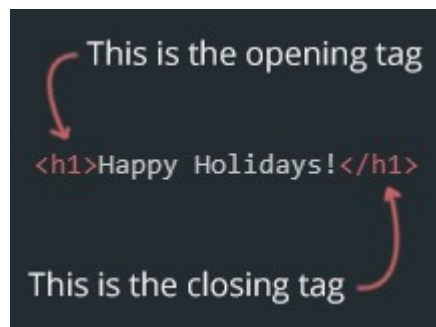 This is the opening tag
<h1>Happy Holidays!</h1>
This is the closing tag